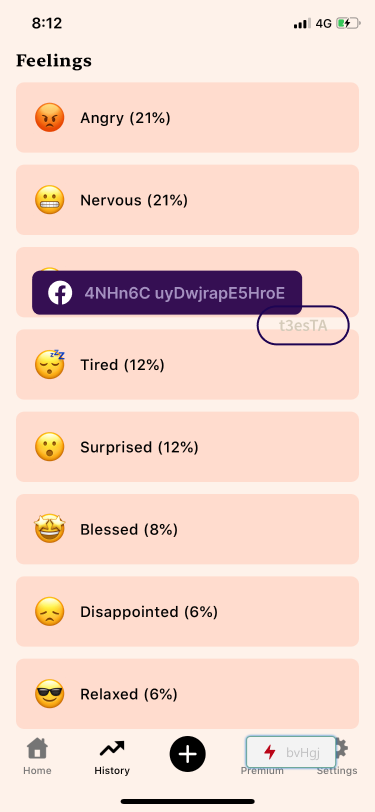 8:12
4G
Feelings
Angry (21%)
Nervous (21%)
4NHn6C uyDwjrapE5HroE
t3esTA
Tired (12%)
Surprised (12%)
Blessed (8%)
Disappointed (6%)
Relaxed (6%)
bvHgj
Home
History
Premium
Settings